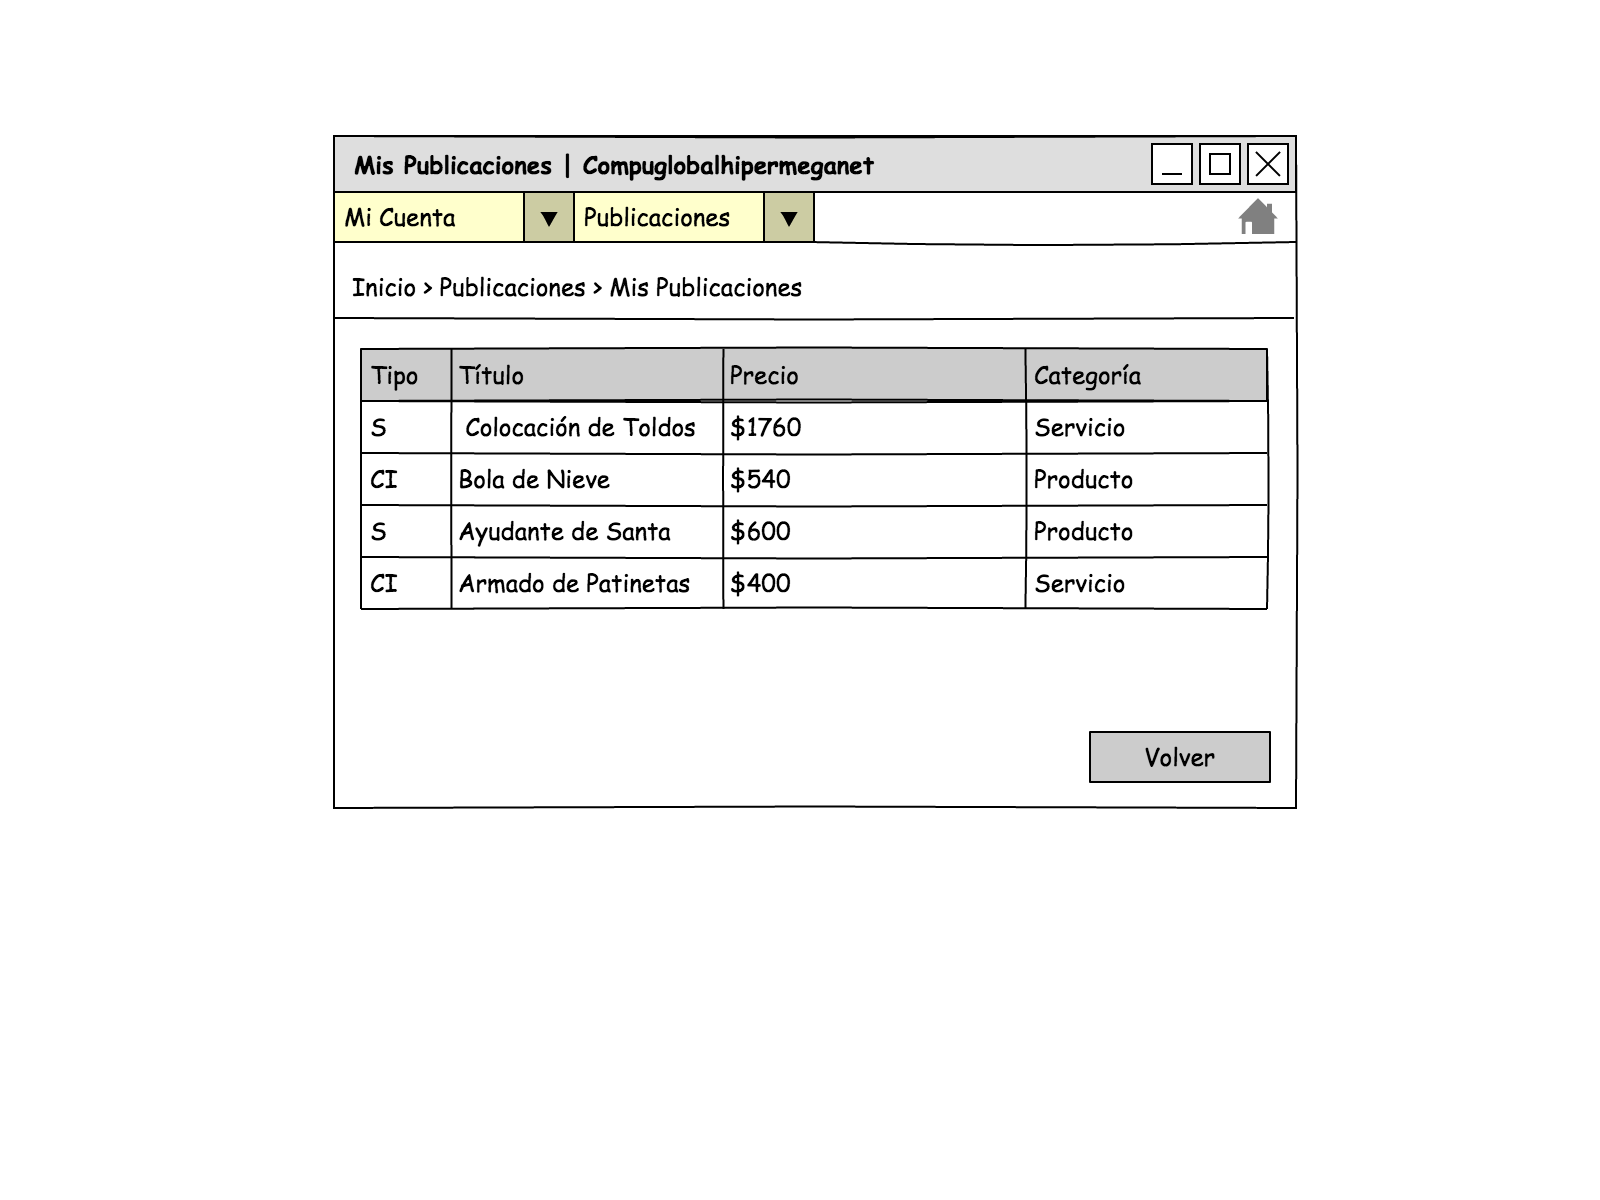 Mis Publicaciones | Compuglobalhipermeganet
Mi Cuenta Publicaciones
Inicio > Publicaciones > Mis Publicaciones
Tipo Título Precio Categoría
S Colocación de Toldos $1760 Servicio
CI Bola de Nieve $540 Producto
S Ayudante de Santa $600 Producto
CI Armado de Patinetas $400 Servicio
Volver